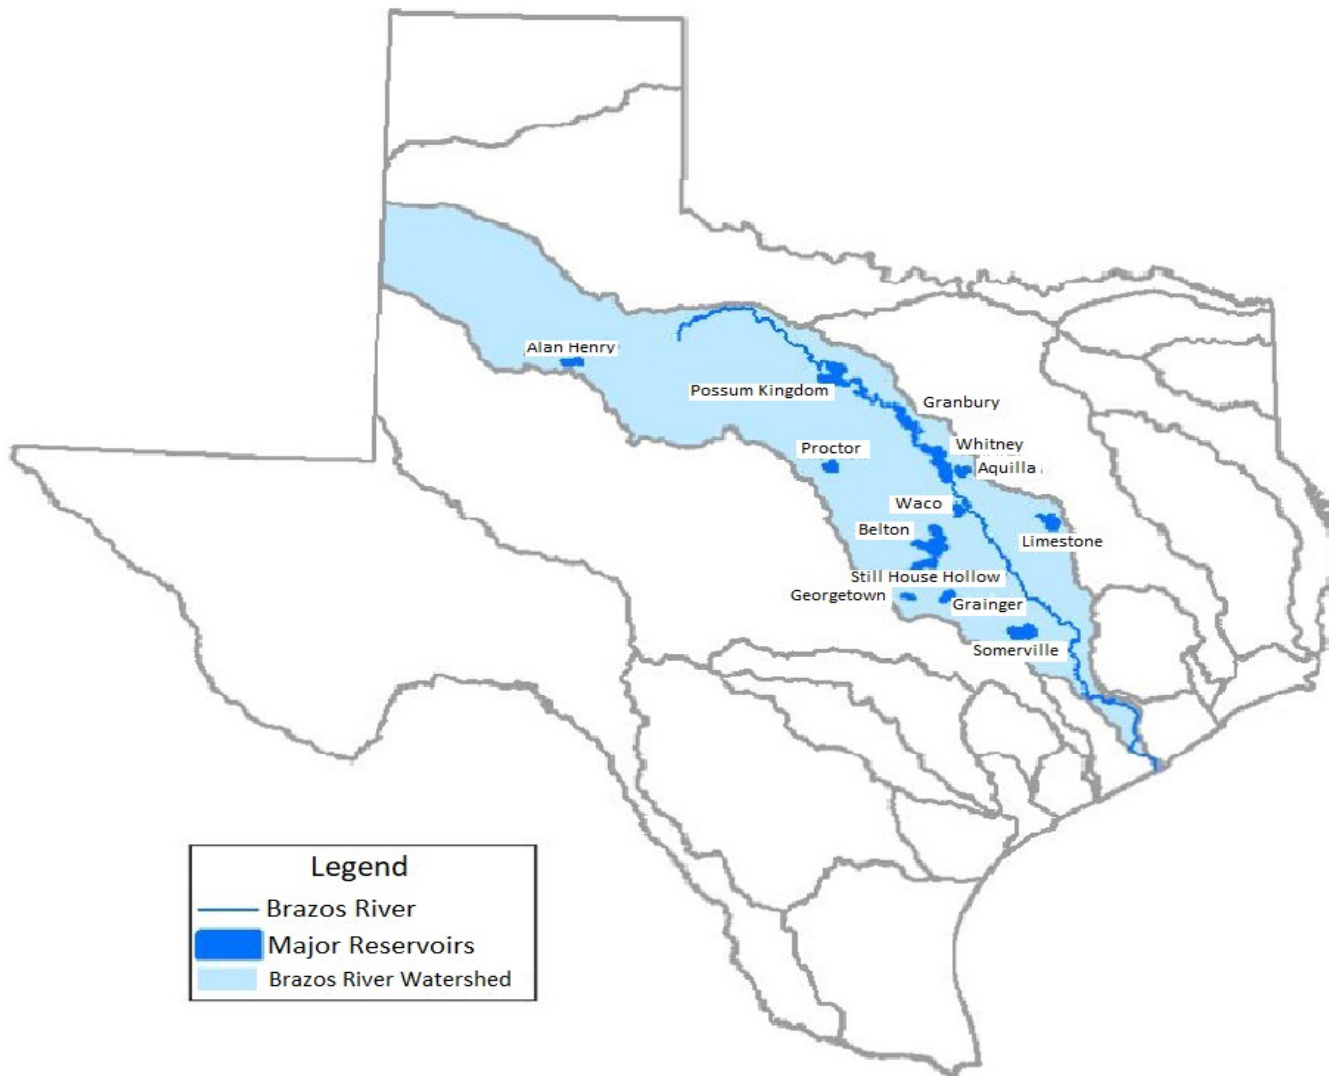 Alan Henry
Possum Kingdom
Granbury
Whitney
Proctor
Aquilla
Waco
Belton
Limestone
Still House Hollow
Georgetown
Grainger
Somerville
Legend
Brazos River
Major Reservoirs
Brazos River Watershed